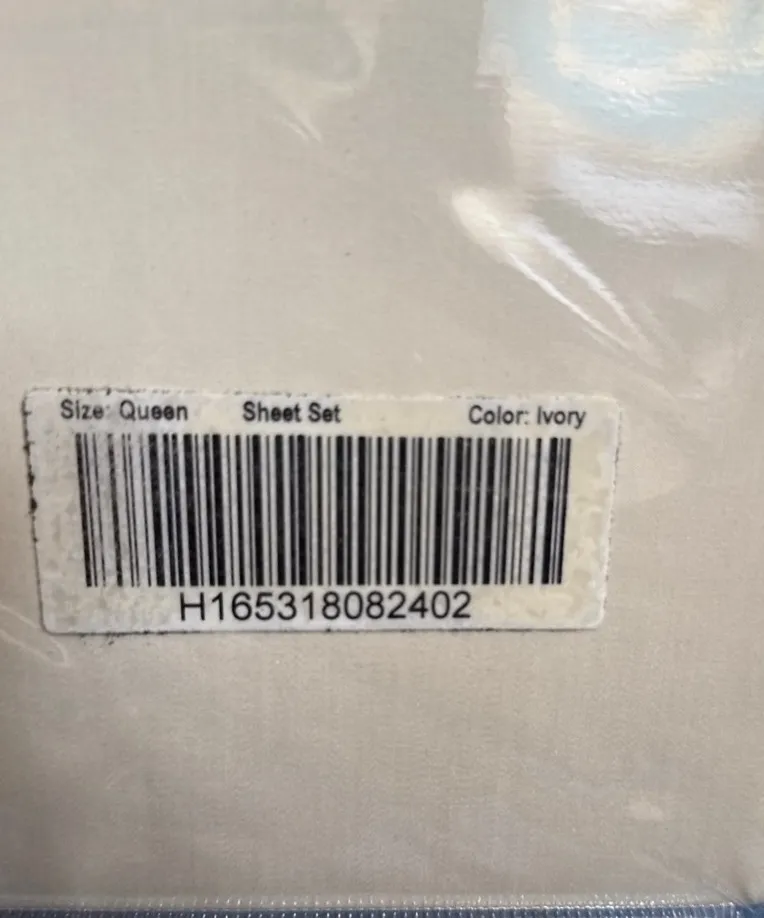 Size: Queen Sheet Set Color: Ivory
H165318082402